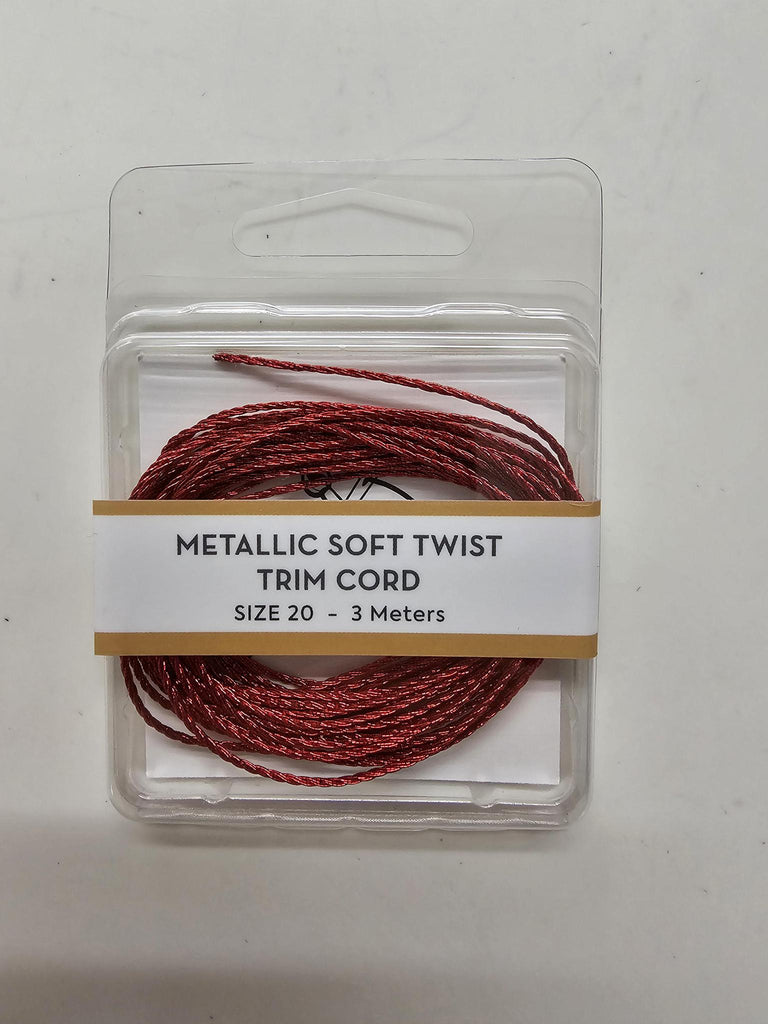 METALLIC SOFT TWIST
TRIM CORD
SIZE 20 - 3 Meters